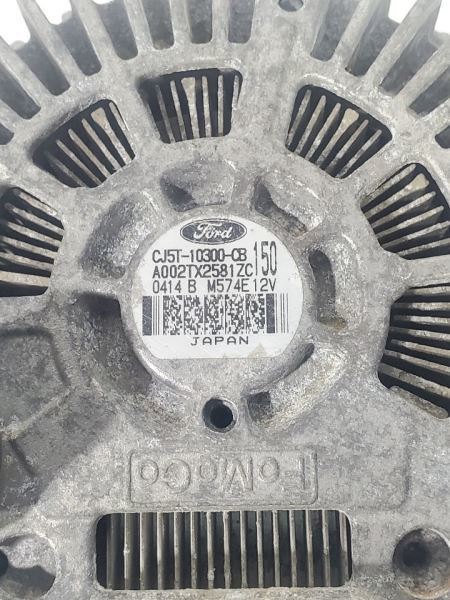 Ford
CJ5T-10300-CB 150
A002TX2581ZC
0414 B M574E12V
JAPAN
FoMoCo